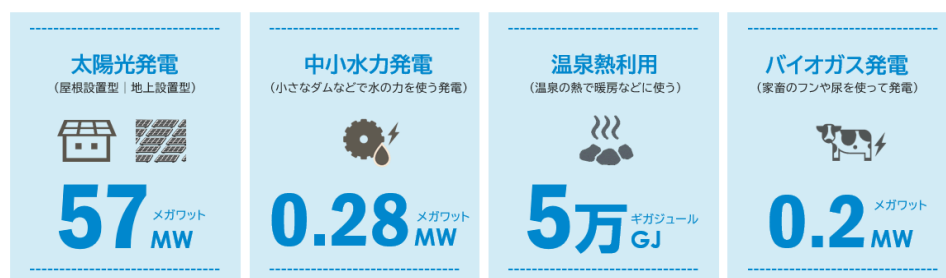 太陽光発電
（屋根設置型｜地上設置型）
57 メガワット MW
中小水力発電
（小さなダムなどで水の力を使う発電）
0.28 メガワット MW
温泉熱利用
（温泉の熱で暖房などに使う）
5万 ギガジュール GJ
バイオガス発電
（家畜のフンや尿を使って発電）
0.2 メガワット MW